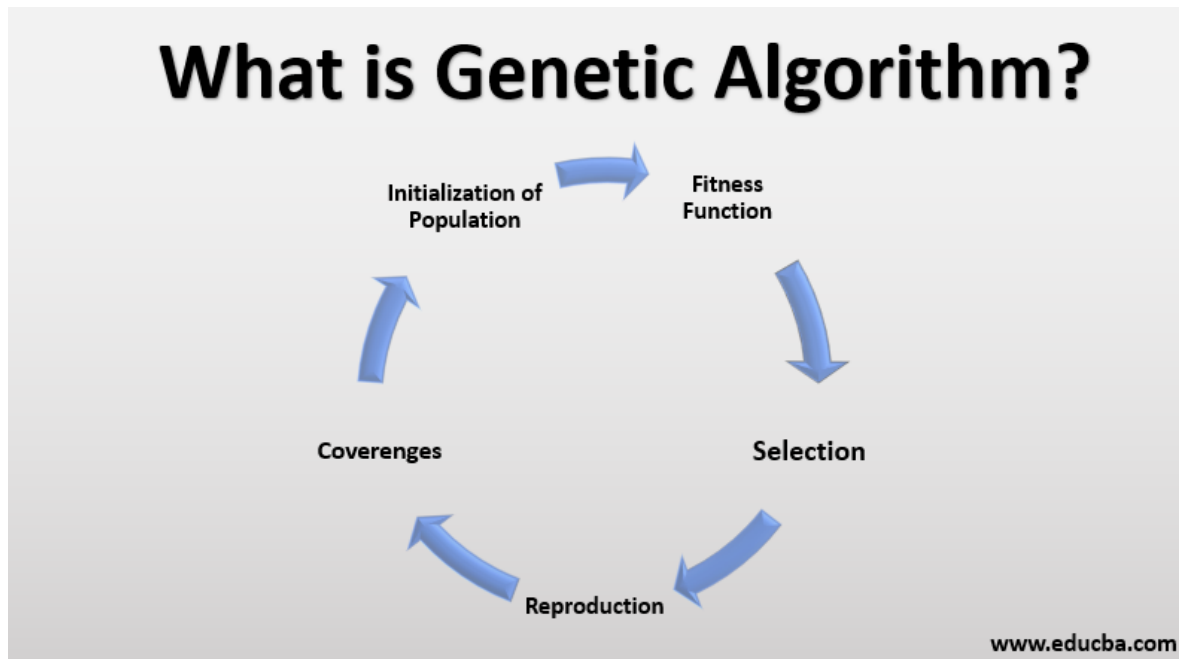 What is Genetic Algorithm?
Initialization of
Population
Fitness
Function
Selection
Reproduction
Coverenges
www.educba.com